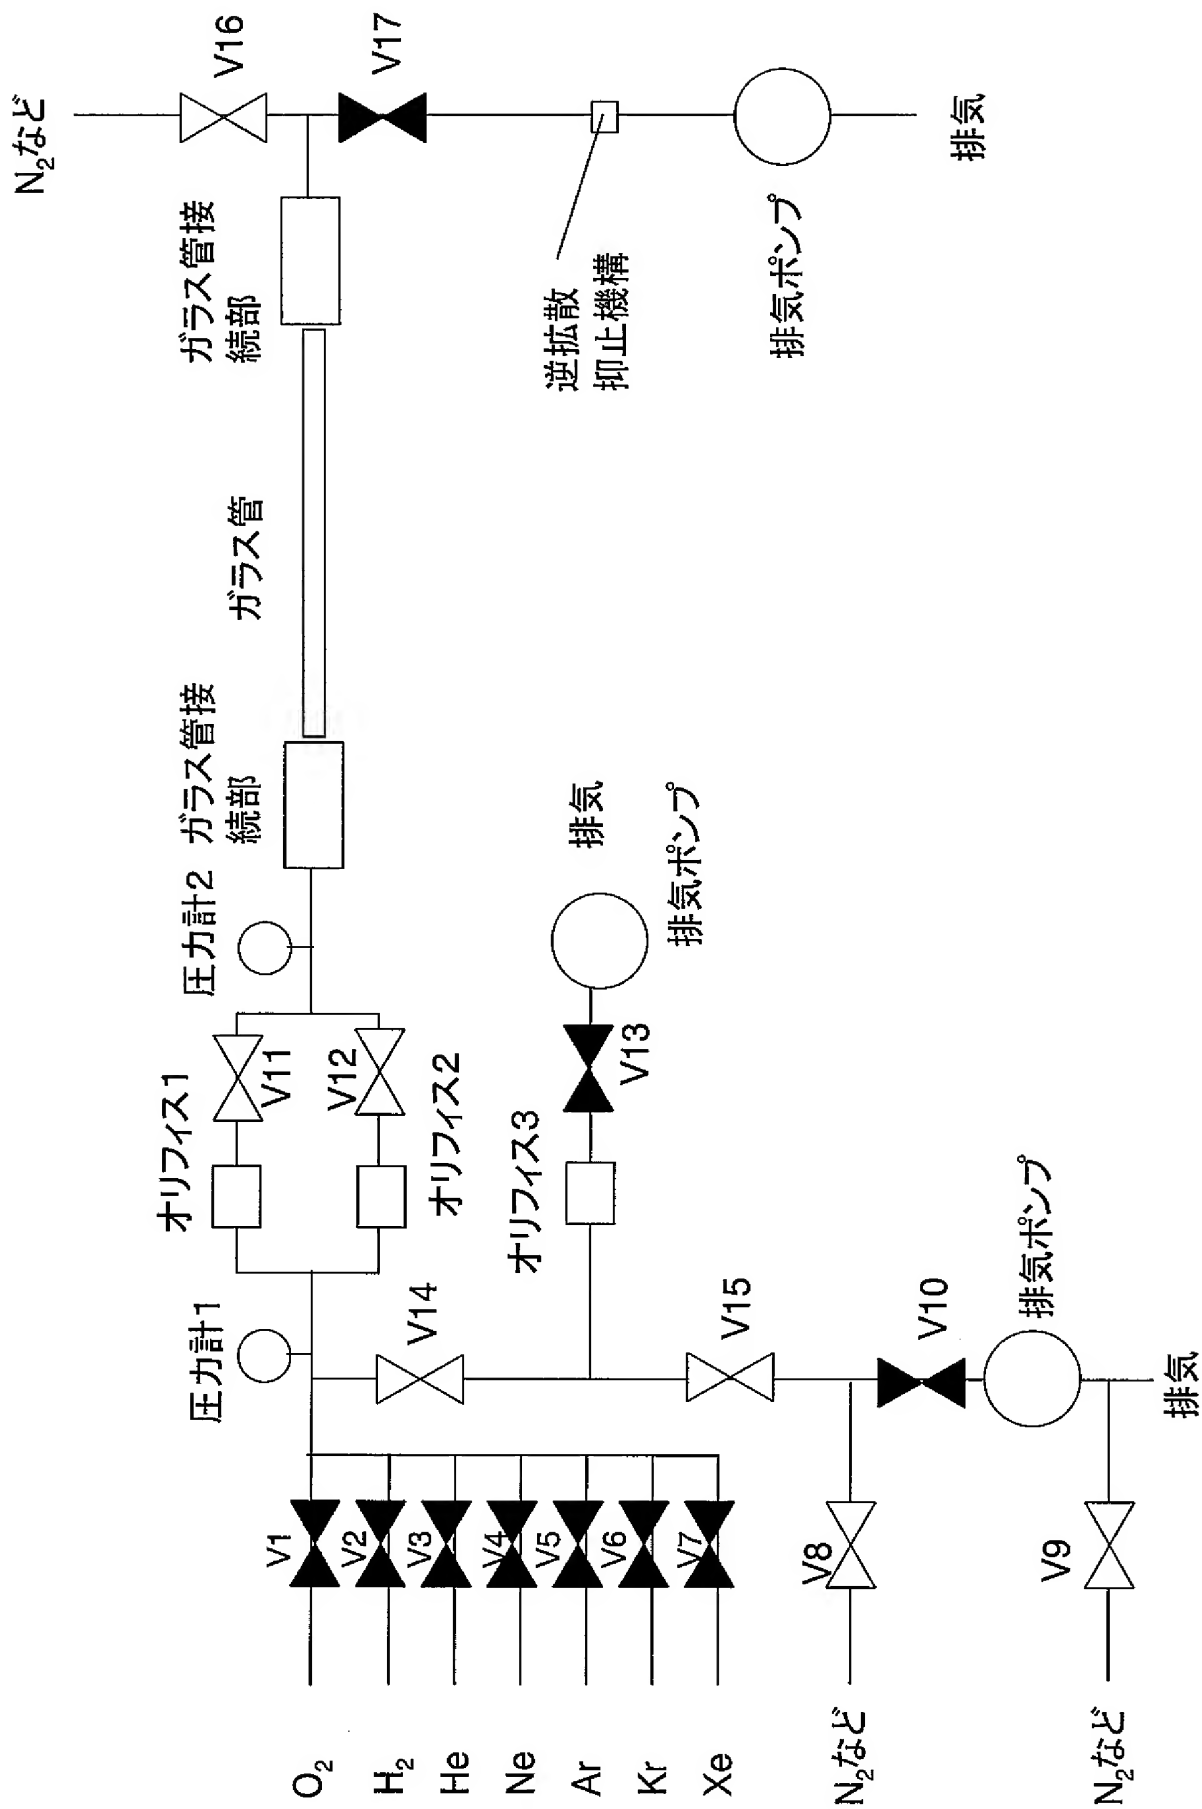 O₂
H₂
He
Ne
Ar
Kr
Xe
N₂など
N₂など
V1
V2
V3
V4
V5
V6
V7
V8
V9
圧力計1
V14
V15
V10
排気ポンプ
排気
オリフィス1
オリフィス2
オリフィス3
V11
V12
V13
排気
排気ポンプ
圧力計2
ガラス管接
続部
ガラス管
ガラス管接
続部
N₂など
V16
V17
逆拡散
抑止機構
排気ポンプ
排気